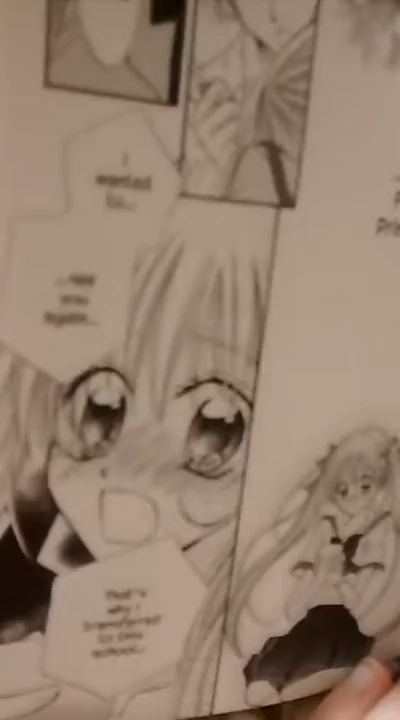 I
wanted
to...
...see
you
again...
That's
why I
transferred
to this
school...